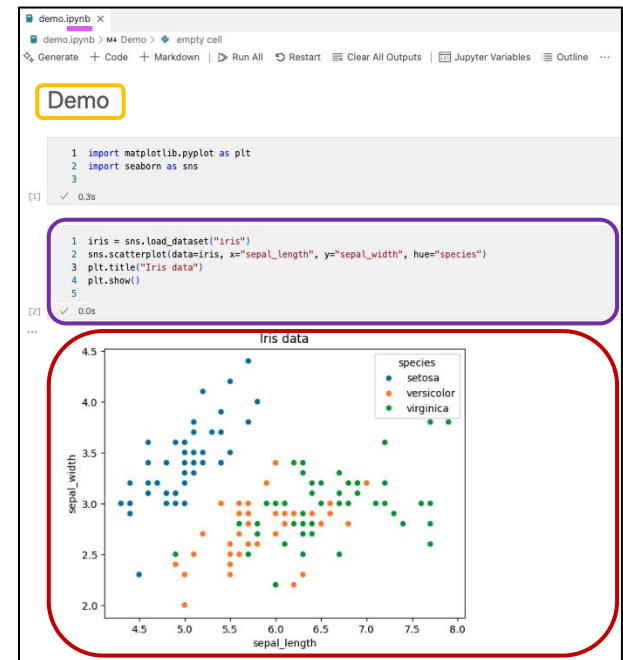 demo.ipynb ×
demo.ipynb > M↓ Demo > empty cell
Generate + Code + Markdown | Run All Restart Clear All Outputs | Jupyter Variables Outline ...
Demo
1 import matplotlib.pyplot as plt
2 import seaborn as sns
3
[1] ✓ 0.3s
1 iris = sns.load_dataset("iris")
2 sns.scatterplot(data=iris, x="sepal_length", y="sepal_width", hue="species")
3 plt.title("Iris data")
4 plt.show()
5
[2] ✓ 0.0s
...
Iris data
species
setosa
versicolor
virginica
4.5
4.0
3.5
3.0
2.5
2.0
sepal_width
4.5 5.0 5.5 6.0 6.5 7.0 7.5 8.0
sepal_length